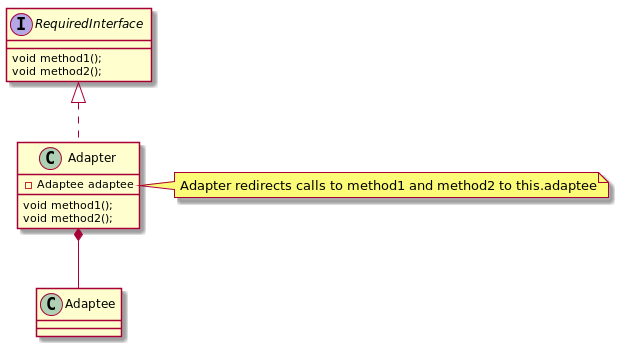 I RequiredInterface
void method1();
void method2();
C Adapter
Adaptee adaptee
Adapter redirects calls to method1 and method2 to this.adaptee
void method1();
void method2();
C Adaptee